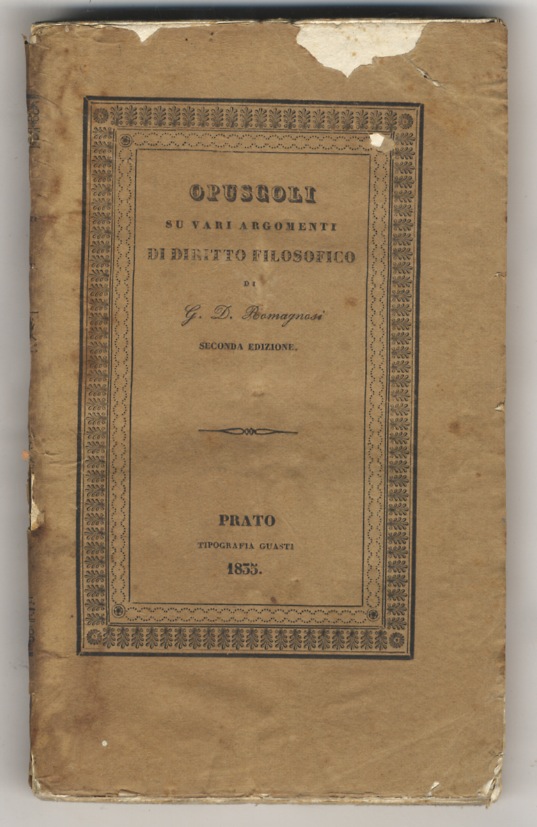 OPUSCOLI
SU VARI ARGOMENTI
DI DIRITTO FILOSOFICO
DI
G. D. Romagnosi
SECONDA EDIZIONE.
PRATO
TIPOGRAFIA GUASTI
1835.